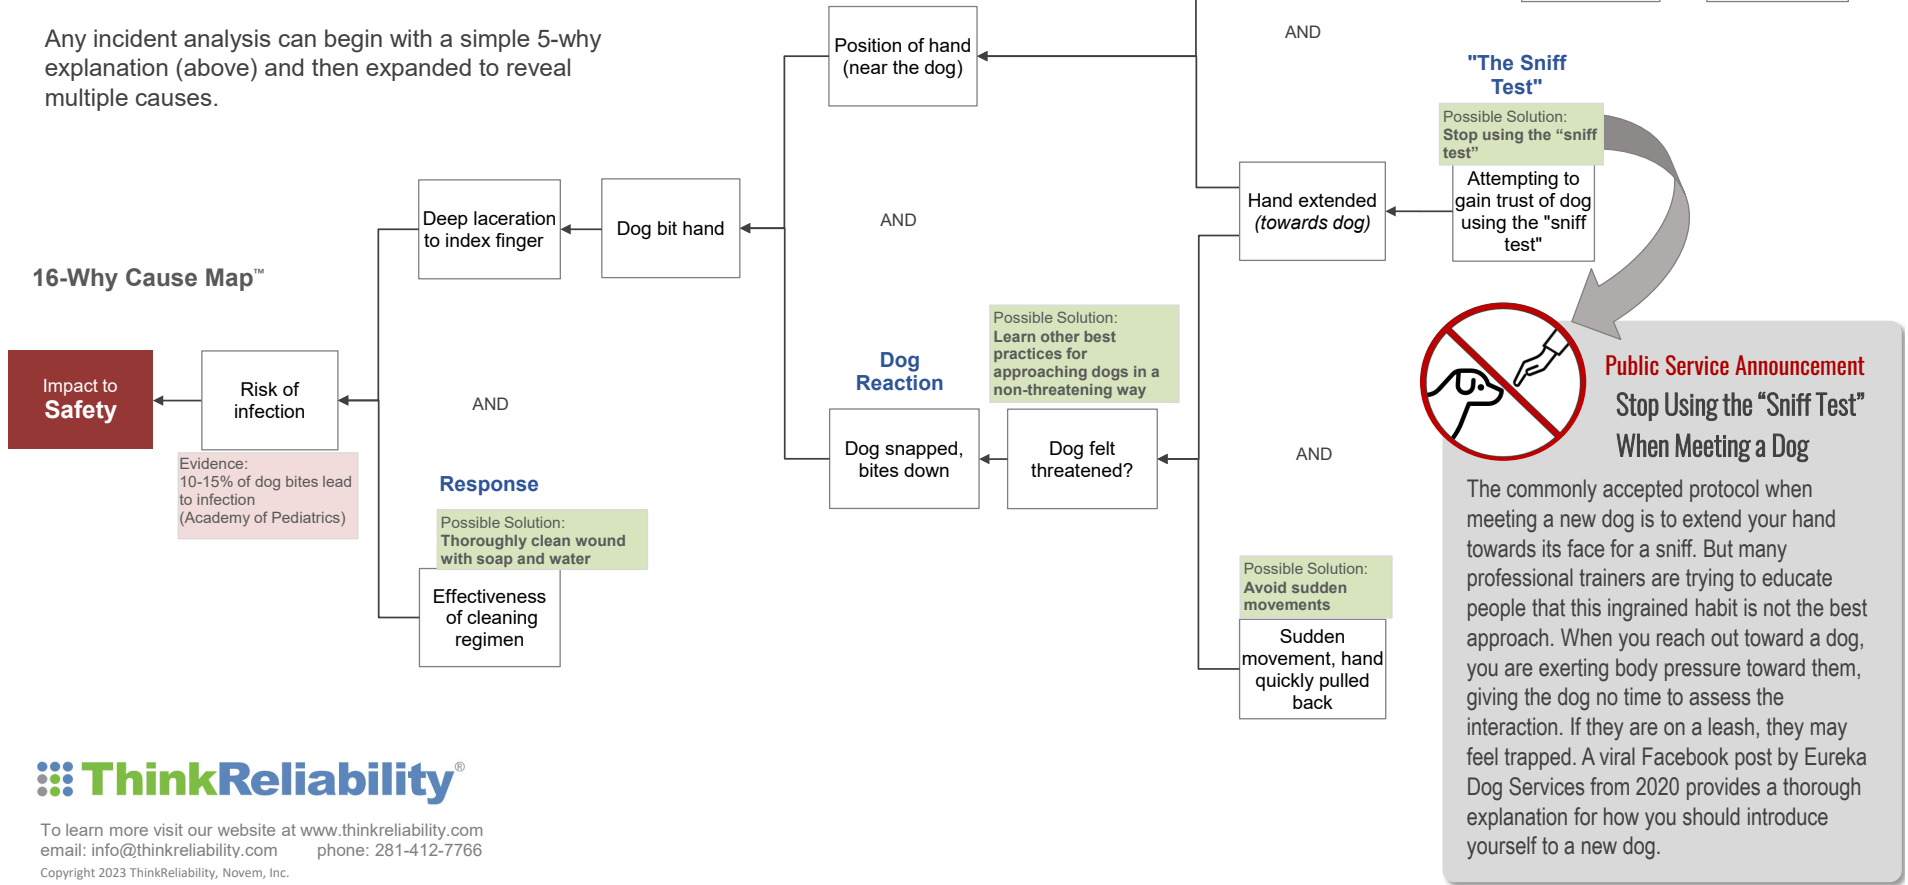 Any incident analysis can begin with a simple 5-why
explanation (above) and then expanded to reveal
multiple causes.
Position of hand
(near the dog)
AND
"The Sniff
Test"
Possible Solution:
Stop using the “sniff
test”
Attempting to
gain trust of dog
using the "sniff
test"
Hand extended
(towards dog)
AND
Deep laceration
to index finger
Dog bit hand
16-Why Cause Map™
Impact to
Safety
Risk of
infection
Evidence:
10-15% of dog bites lead
to infection
(Academy of Pediatrics)
AND
Response
Possible Solution:
Thoroughly clean wound
with soap and water
Effectiveness
of cleaning
regimen
Dog
Reaction
Possible Solution:
Learn other best
practices for
approaching dogs in a
non-threatening way
Dog snapped,
bites down
Dog felt
threatened?
AND
Possible Solution:
Avoid sudden
movements
Sudden
movement, hand
quickly pulled
back
Public Service Announcement
Stop Using the “Sniff Test”
When Meeting a Dog
The commonly accepted protocol when
meeting a new dog is to extend your hand
towards its face for a sniff. But many
professional trainers are trying to educate
people that this ingrained habit is not the best
approach. When you reach out toward a dog,
you are exerting body pressure toward them,
giving the dog no time to assess the
interaction. If they are on a leash, they may
feel trapped. A viral Facebook post by Eureka
Dog Services from 2020 provides a thorough
explanation for how you should introduce
yourself to a new dog.
ThinkReliability®
To learn more visit our website at www.thinkreliability.com
email: info@thinkreliability.com phone: 281-412-7766
Copyright 2023 ThinkReliability, Novem, Inc.